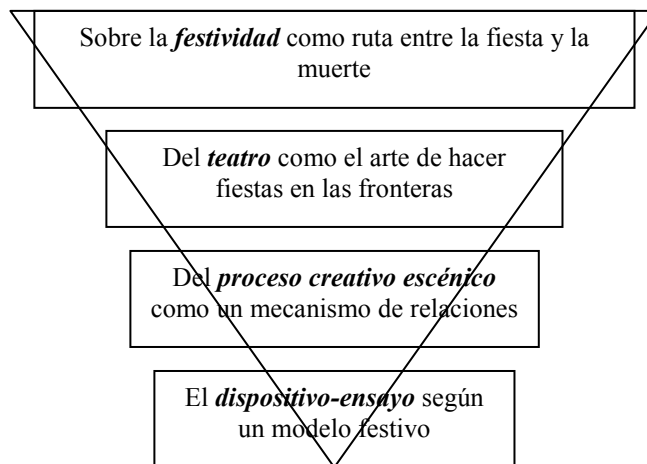 Sobre la festividad como ruta entre la fiesta y la
muerte
Del teatro como el arte de hacer
fiestas en las fronteras
Del proceso creativo escénico
como un mecanismo de relaciones
El dispositivo-ensayo según
un modelo festivo